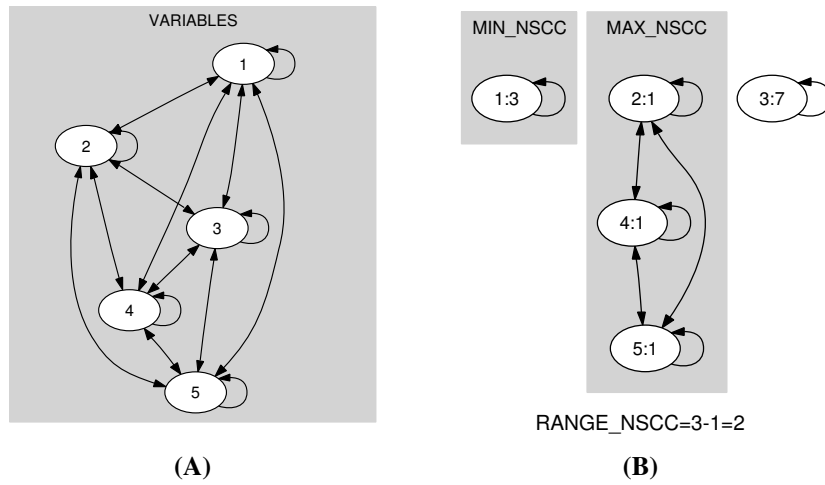 VARIABLES
1
2
3
4
5
(A)
MIN_NSCC
MAX_NSCC
1:3
2:1
3:7
4:1
5:1
RANGE_NSCC=3-1=2
(B)